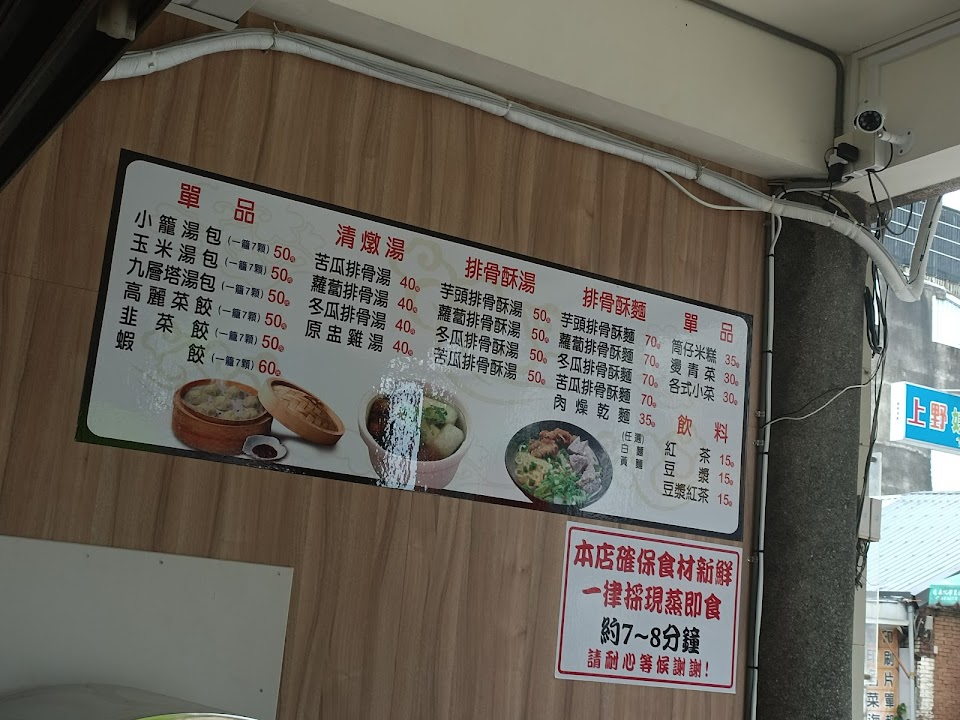 單品
小籠湯包(一籠7顆)50元
玉米湯包(一籠7顆)50元
九層塔湯包(一籠7顆)50元
高麗菜餃(一籠7顆)50元
韭菜餃(一籠7顆)50元
蝦餃(一籠7顆)60元
清燉湯
苦瓜排骨湯 40元
蘿蔔排骨湯 40元
冬瓜排骨湯 40元
原盅雞湯 40元
排骨酥湯
芋頭排骨酥湯 50元
蘿蔔排骨酥湯 50元
冬瓜排骨酥湯 50元
苦瓜排骨酥湯 50元
排骨酥麵
芋頭排骨酥麵 70元
蘿蔔排骨酥麵 70元
冬瓜排骨酥麵 70元
苦瓜排骨酥麵 70元
肉燥乾麵 35元
(任選)
白麵
黃麵
單品
筒仔米糕 35元
燙青菜 30元
各式小菜 30元
飲料
紅茶 15元
豆漿 15元
豆漿紅茶 15元
本店確保食材新鮮
一律採現蒸即食
約7~8分鐘
請耐心等候謝謝!
上野
印刷片單